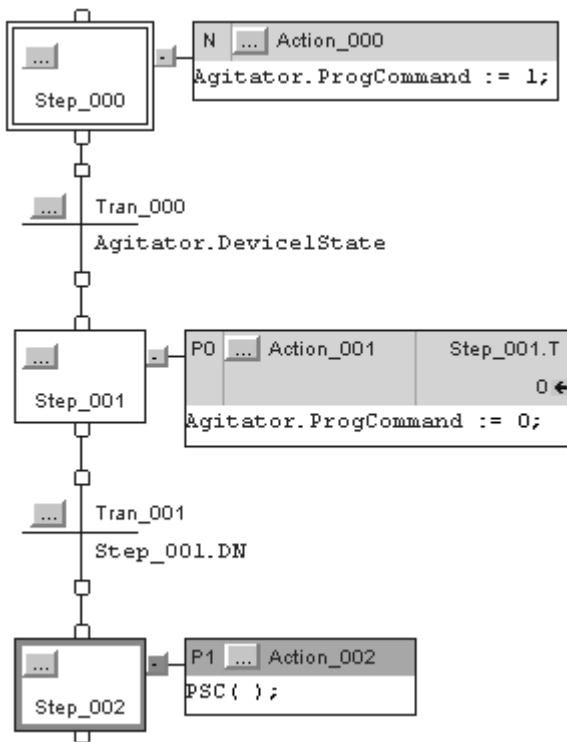 N ... Action_000
Agitator.ProgCommand := 1;
...
Step_000
-
... Tran_000
Agitator.Device1State
P0 ... Action_001 Step_001.T
0
Agitator.ProgCommand := 0;
...
Step_001
-
... Tran_001
Step_001.DN
P1 ... Action_002
PSC( );
...
Step_002
-